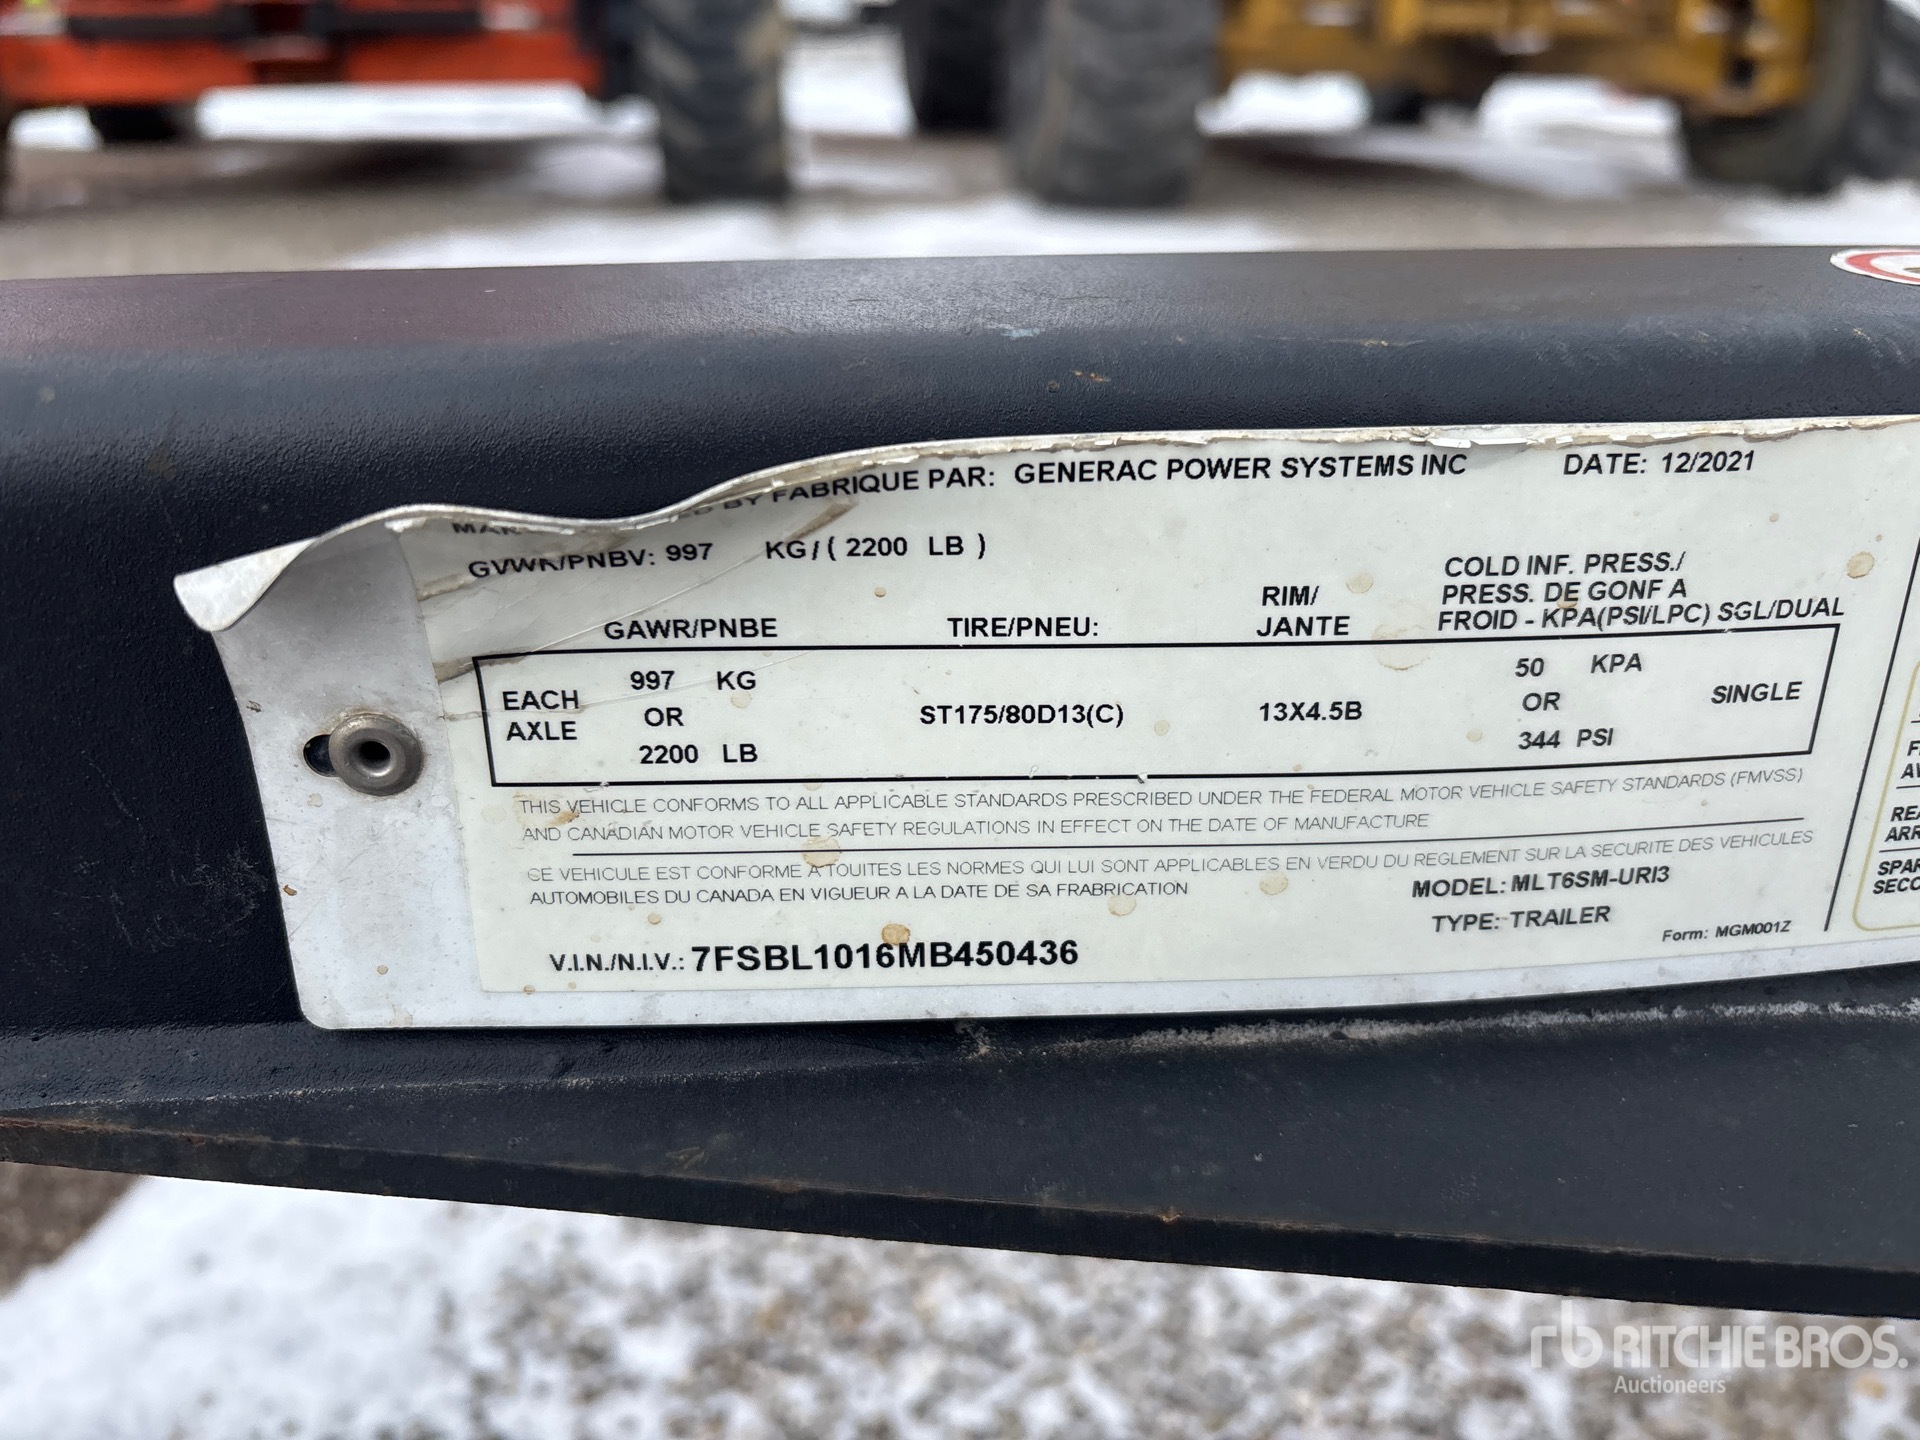 BY FABRIQUE PAR: GENERAC POWER SYSTEMS INC DATE: 12/2021
GVWR/PNBV: 997 KG/( 2200 LB )
GAWR/PNBE TIRE/PNEU: RIM/
JANTE COLD INF. PRESS./
PRESS. DE GONF A
FROID - KPA(PSI/LPC) SGL/DUAL
EACH
AXLE 997 KG
OR
2200 LB ST175/80D13(C) 13X4.5B 50 KPA
OR
344 PSI SINGLE
THIS VEHICLE CONFORMS TO ALL APPLICABLE STANDARDS PRESCRIBED UNDER THE FEDERAL MOTOR VEHICLE SAFETY STANDARDS (FMVSS)
AND CANADIAN MOTOR VEHICLE SAFETY REGULATIONS IN EFFECT ON THE DATE OF MANUFACTURE
CE VEHICULE EST CONFORME A TOUITES LES NORMES QUI LUI SONT APPLICABLES EN VERDU DU REGLEMENT SUR LA SECURITE DES VEHICULES
AUTOMOBILES DU CANADA EN VIGUEUR A LA DATE DE SA FRABRICATION
MODEL: MLT6SM-URI3
TYPE: TRAILER
Form: MGM001Z
V.I.N./N.I.V.: 7FSBL1016MB450436
rb RITCHIE BROS.
Auctioneers